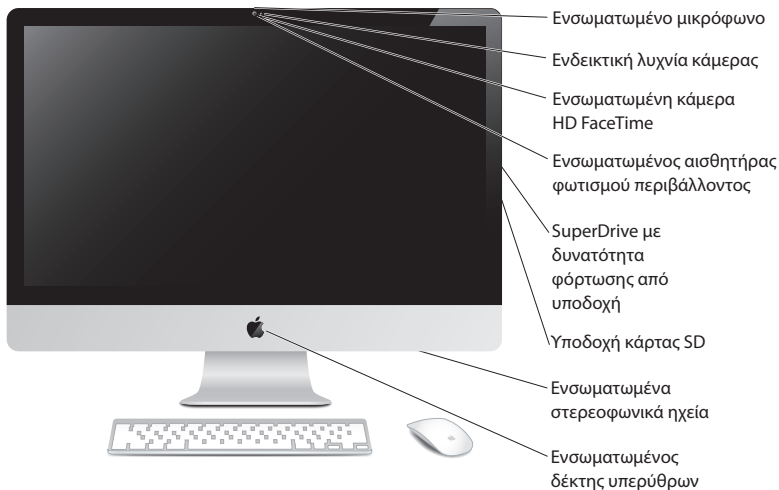 Ενσωματωμένο μικρόφωνο
Ενδεικτική λυχνία κάμερας
Ενσωματωμένη κάμερα
HD FaceTime
Ενσωματωμένος αισθητήρας
φωτισμού περιβάλλοντος
SuperDrive με
δυνατότητα
φόρτωσης από
υποδοχή
Υποδοχή κάρτας SD
Ενσωματωμένα
στερεοφωνικά ηχεία
Ενσωματωμένος
δέκτης υπερύθρων